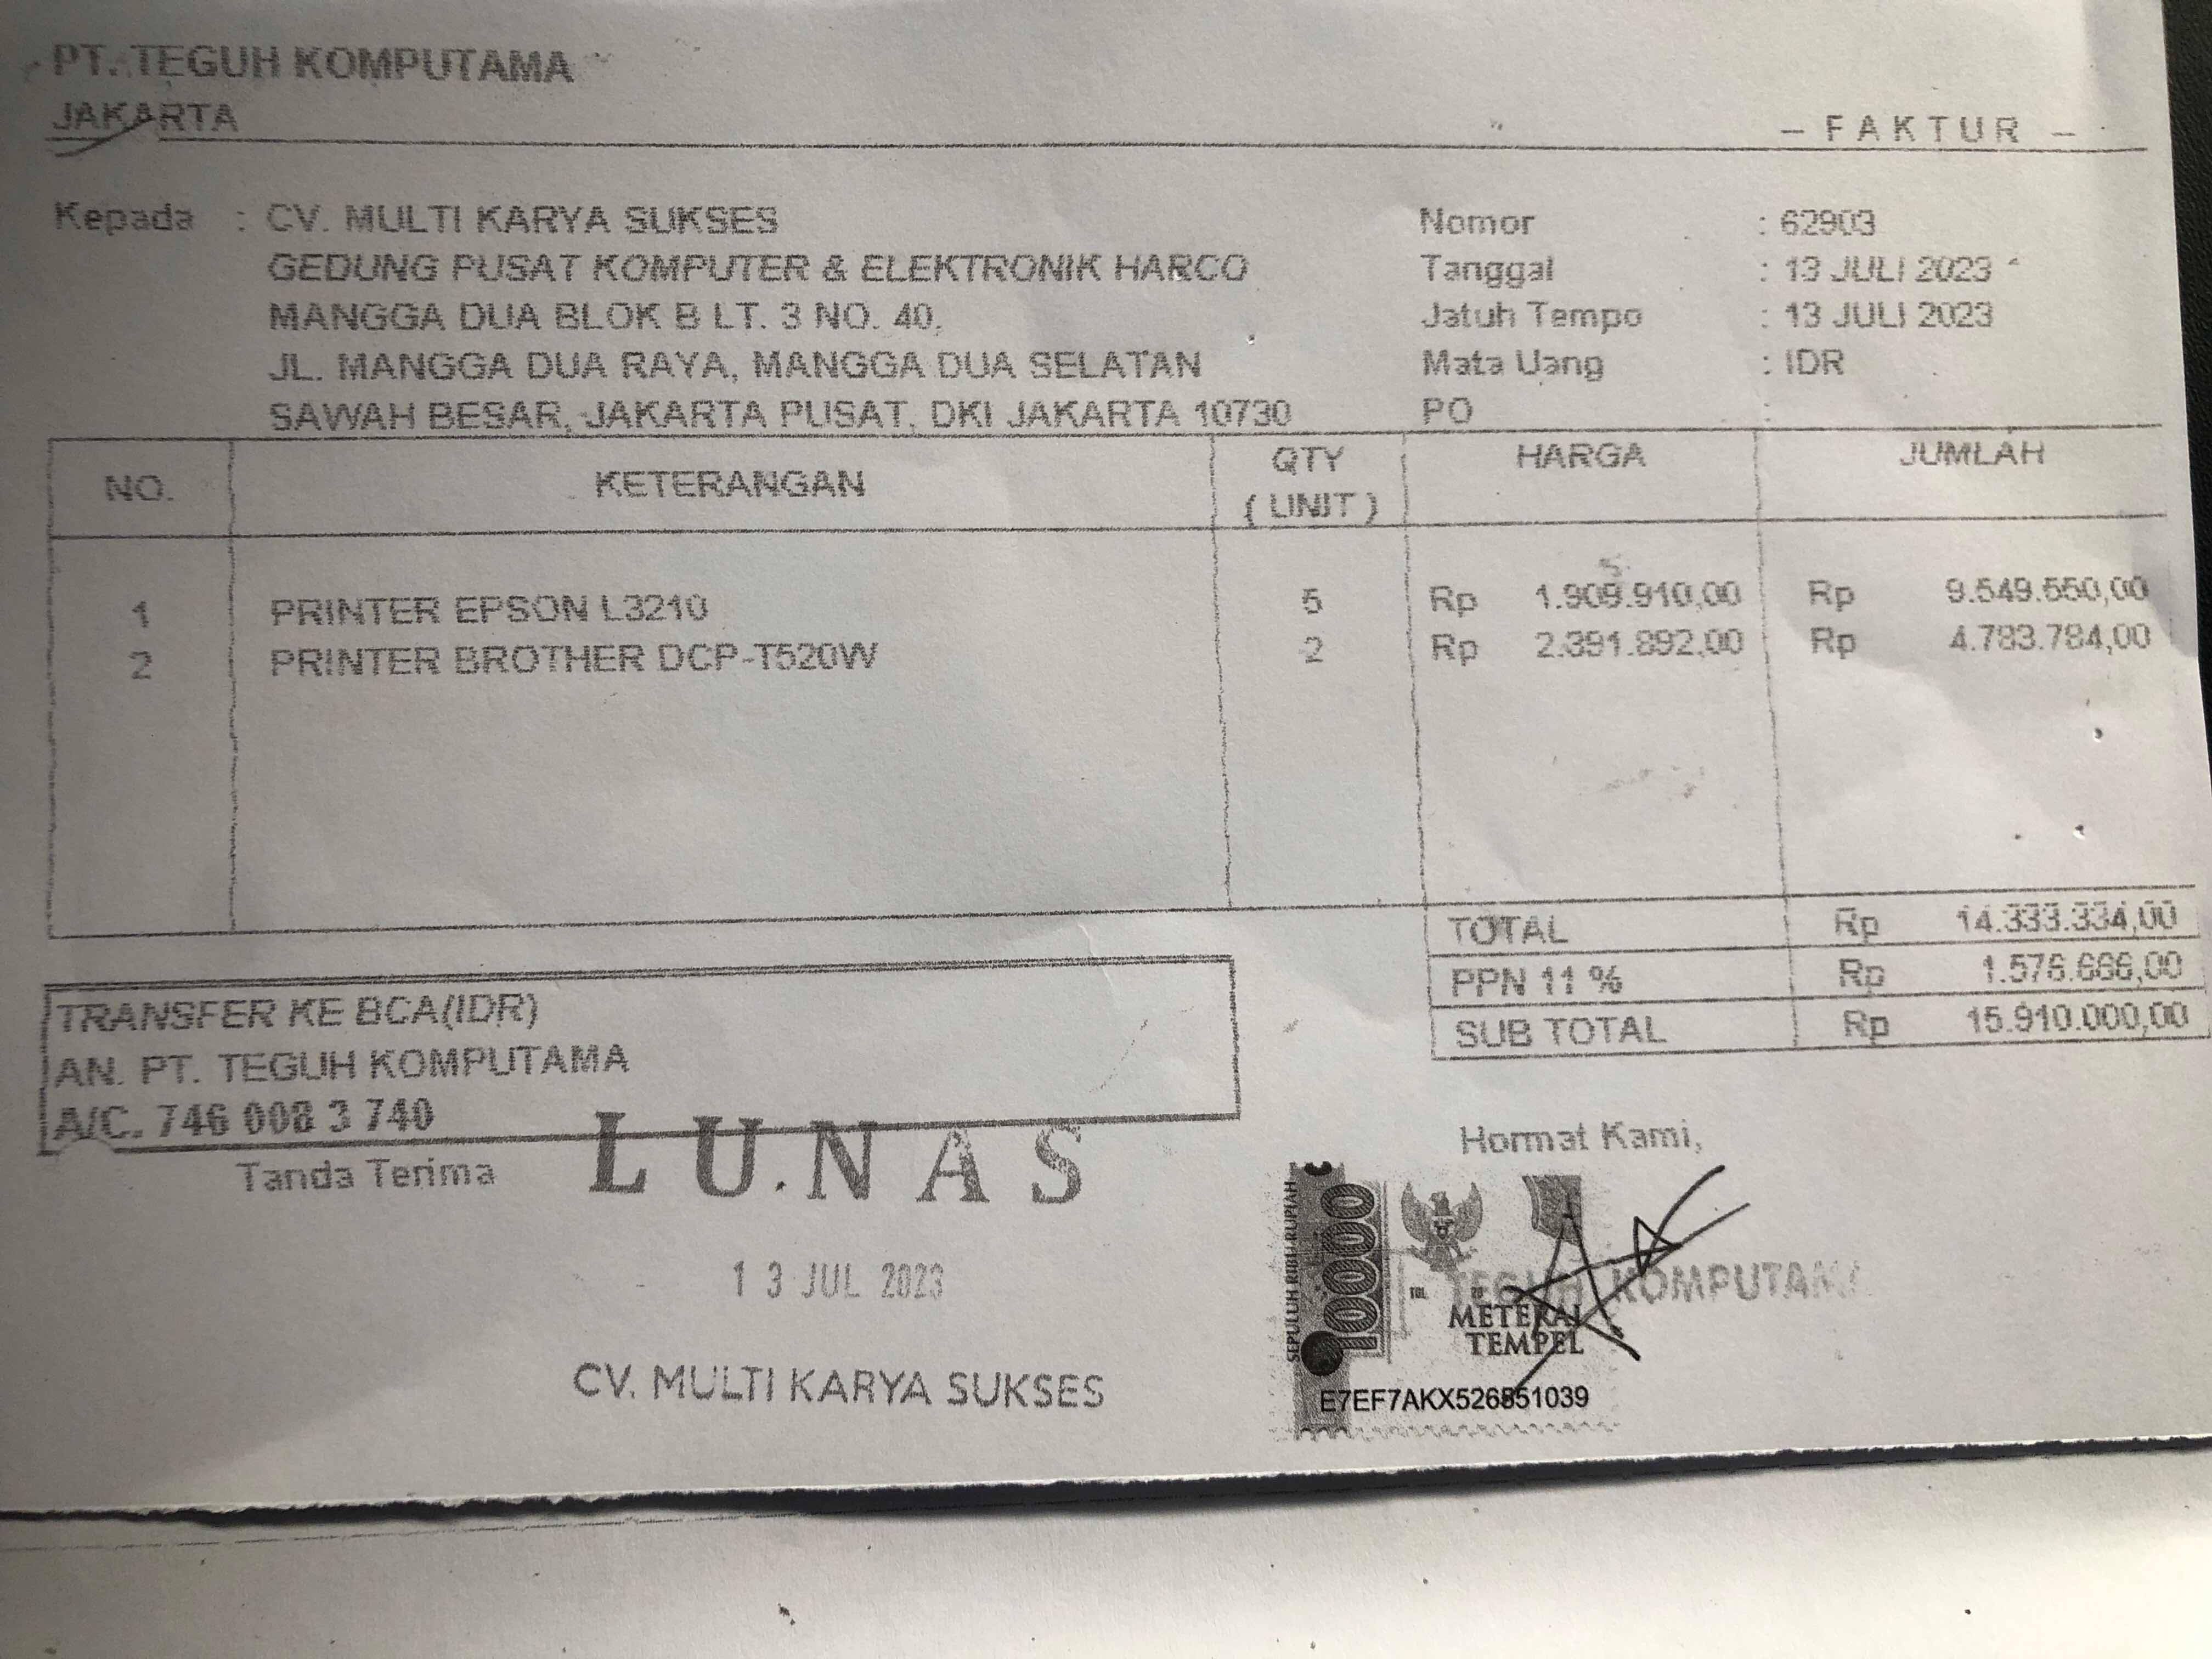 PT. TEGUH KOMPUTAMA
JAKARTA
– FAKTUR –
Kepada : CV. MULTI KARYA SUKSES
GEDUNG PUSAT KOMPUTER & ELEKTRONIK HARCO
MANGGA DUA BLOK B LT. 3 NO. 40,
JL. MANGGA DUA RAYA, MANGGA DUA SELATAN
SAWAH BESAR, JAKARTA PUSAT, DKI JAKARTA 10730
Nomor : 62903
Tanggal : 13 JULI 2023
Jatuh Tempo : 13 JULI 2023
Mata Uang : IDR
PO :
NO. KETERANGAN QTY ( UNIT ) HARGA JUMLAH
1 PRINTER EPSON L3210 5 Rp 1.909.910,00 Rp 9.549.550,00
2 PRINTER BROTHER DCP-T520W 2 Rp 2.391.892,00 Rp 4.783.784,00
TOTAL Rp 14.333.334,00
PPN 11 % Rp 1.576.666,00
SUB TOTAL Rp 15.910.000,00
TRANSFER KE BCA(IDR)
AN. PT. TEGUH KOMPUTAMA
A/C. 746 008 3 740
Tanda Terima
LUNAS
13 JUL 2023
CV. MULTI KARYA SUKSES
Hormat Kami,
SEPULUH RIBU RUPIAH
10000
TGL. 20
TEGUH KOMPUTAMA
METERAI
TEMPEL
E7EF7AKX526851039